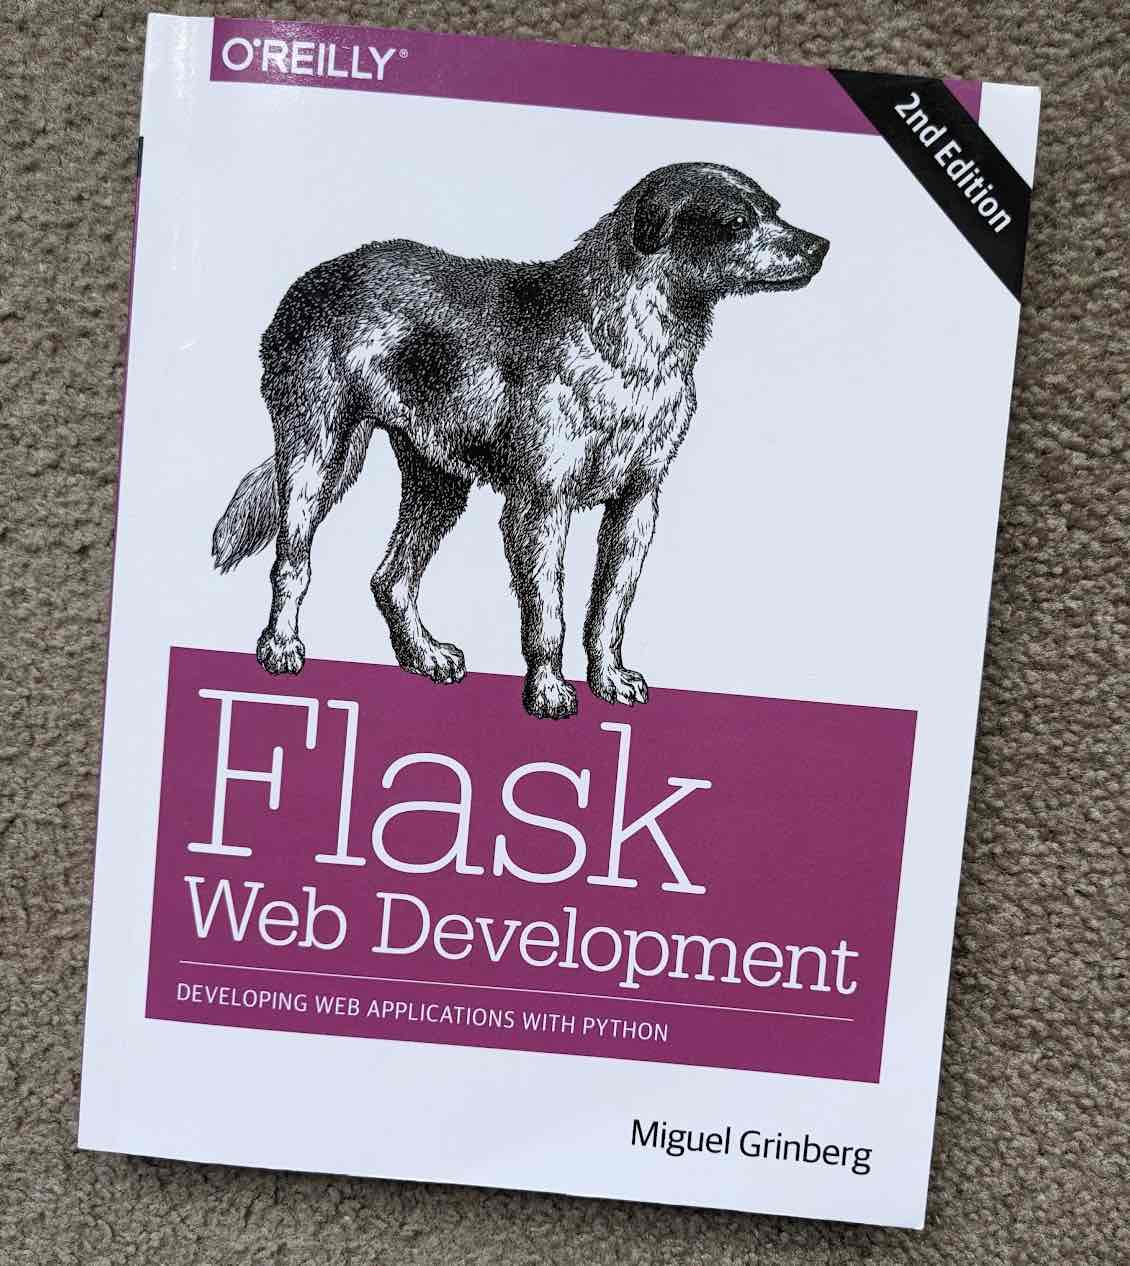 O'REILLY®
2nd Edition
Flask
Web Development
DEVELOPING WEB APPLICATIONS WITH PYTHON
Miguel Grinberg